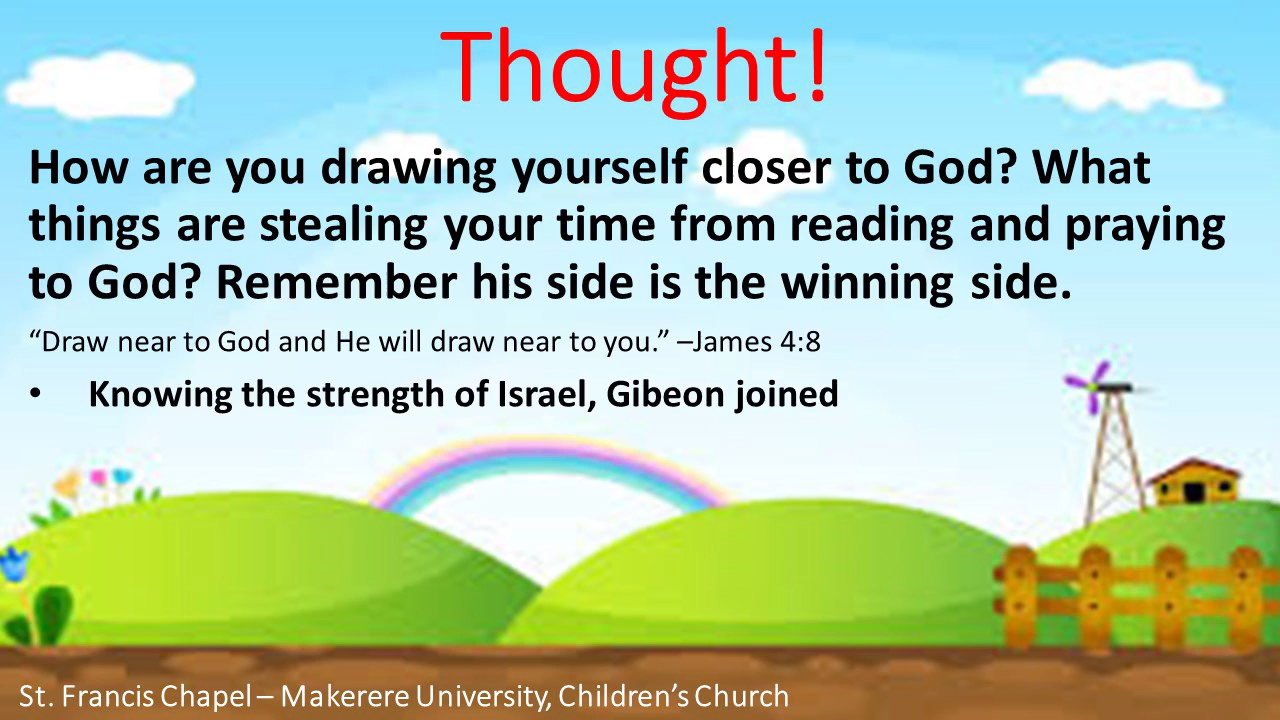 Thought!
How are you drawing yourself closer to God? What
things are stealing your time from reading and praying
to God? Remember his side is the winning side.
“Draw near to God and He will draw near to you.” –James 4:8
• Knowing the strength of Israel, Gibeon joined
St. Francis Chapel – Makerere University, Children’s Church